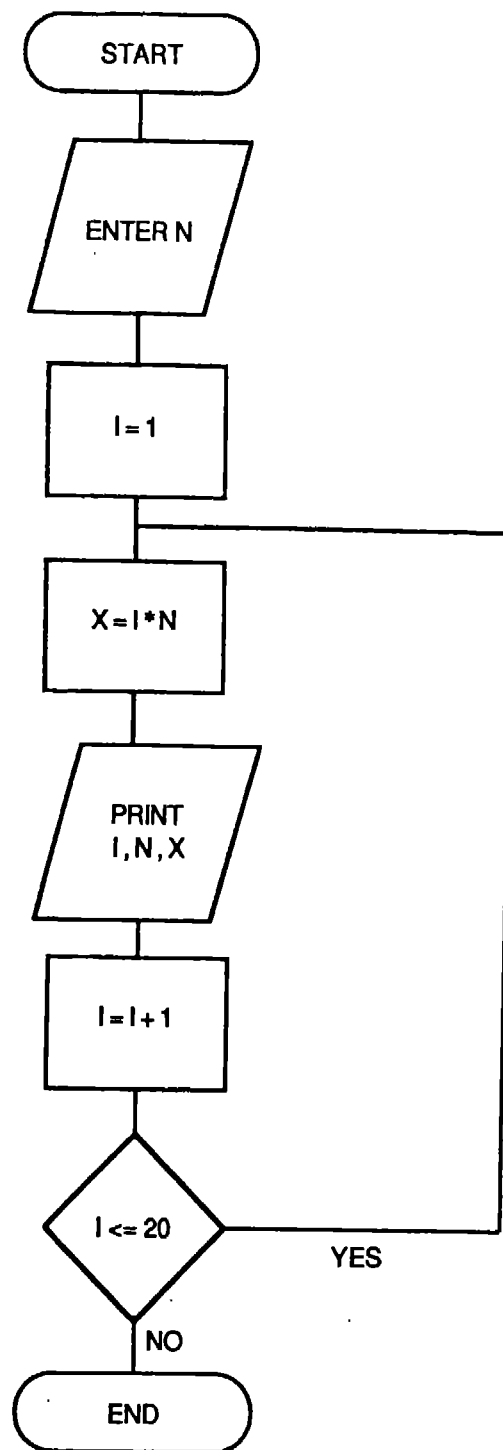 START
ENTER N
I = 1
X = I * N
PRINT
I, N, X
I = I + 1
I <= 20
YES
NO
END